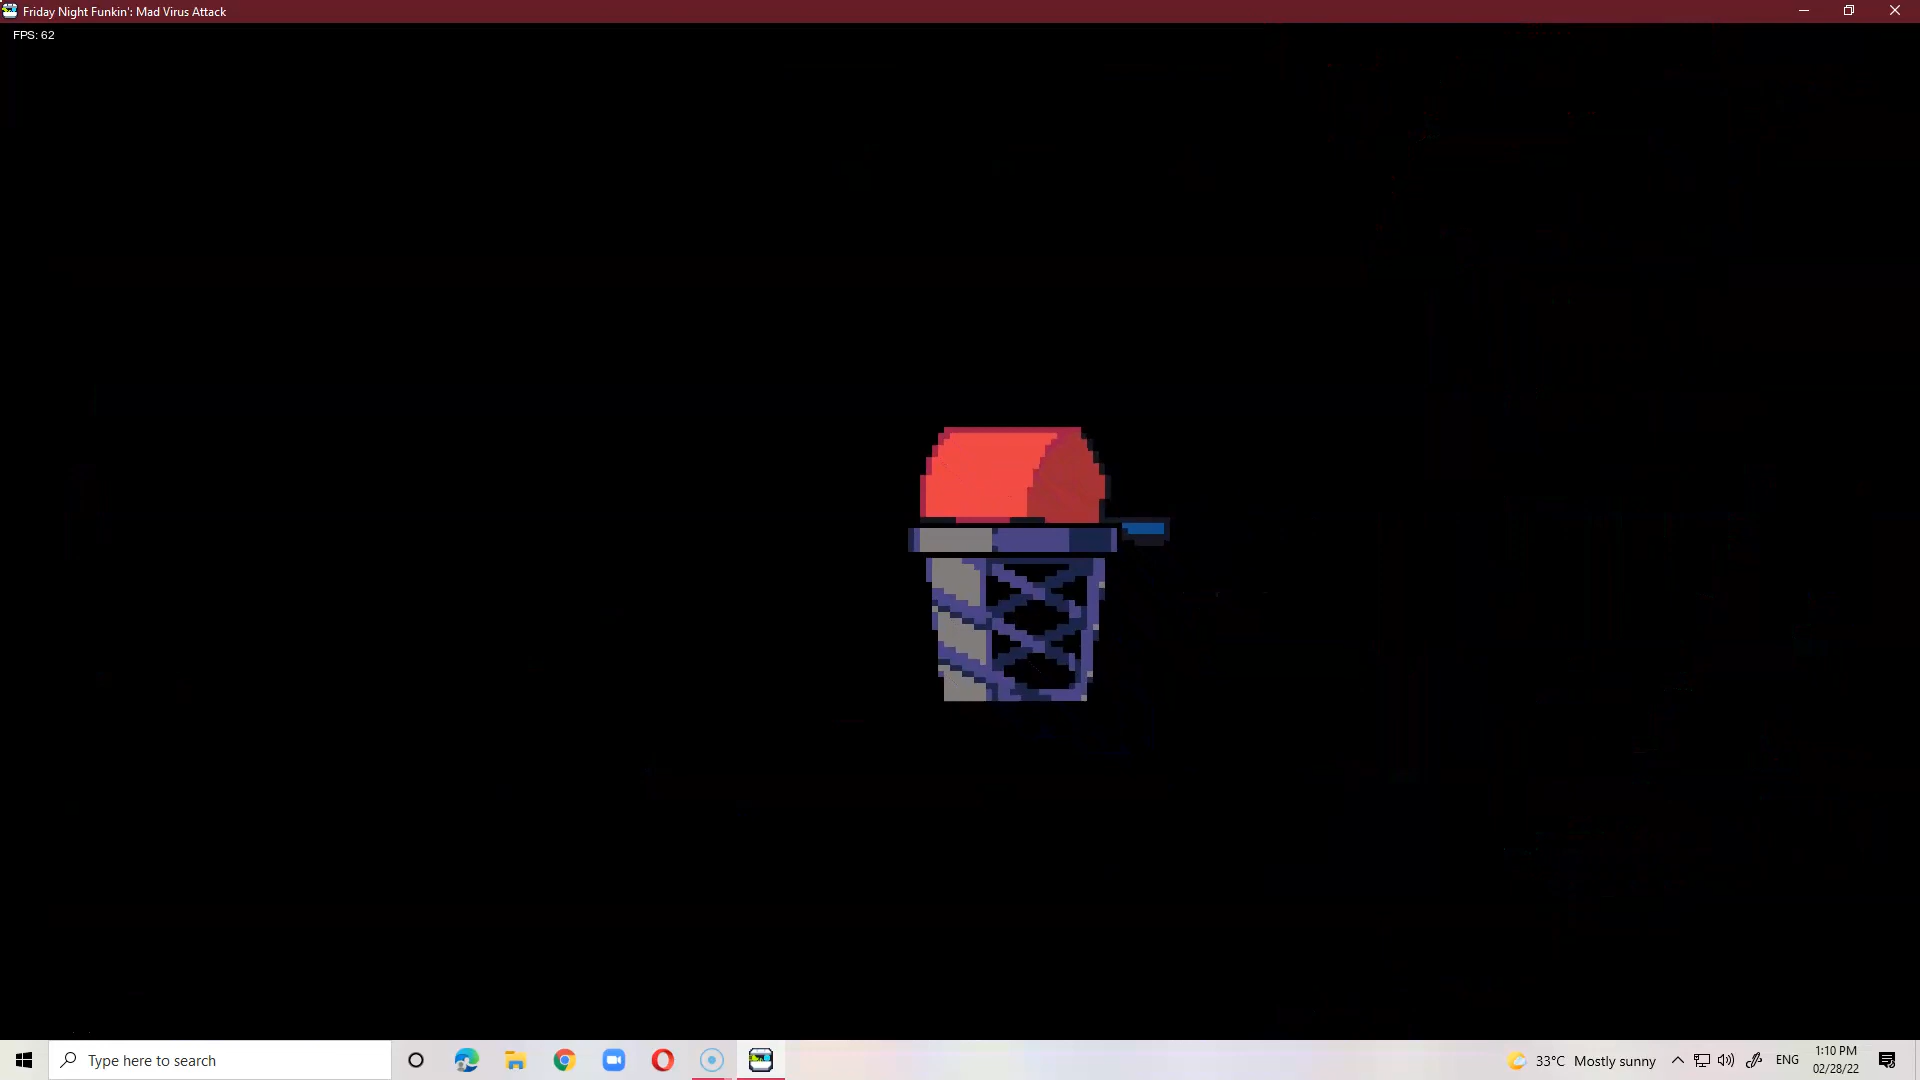 Friday Night Funkin': Mad Virus Attack
FPS: 62
Type here to search
33°C Mostly sunny
ENG
1:10 PM
02/28/22